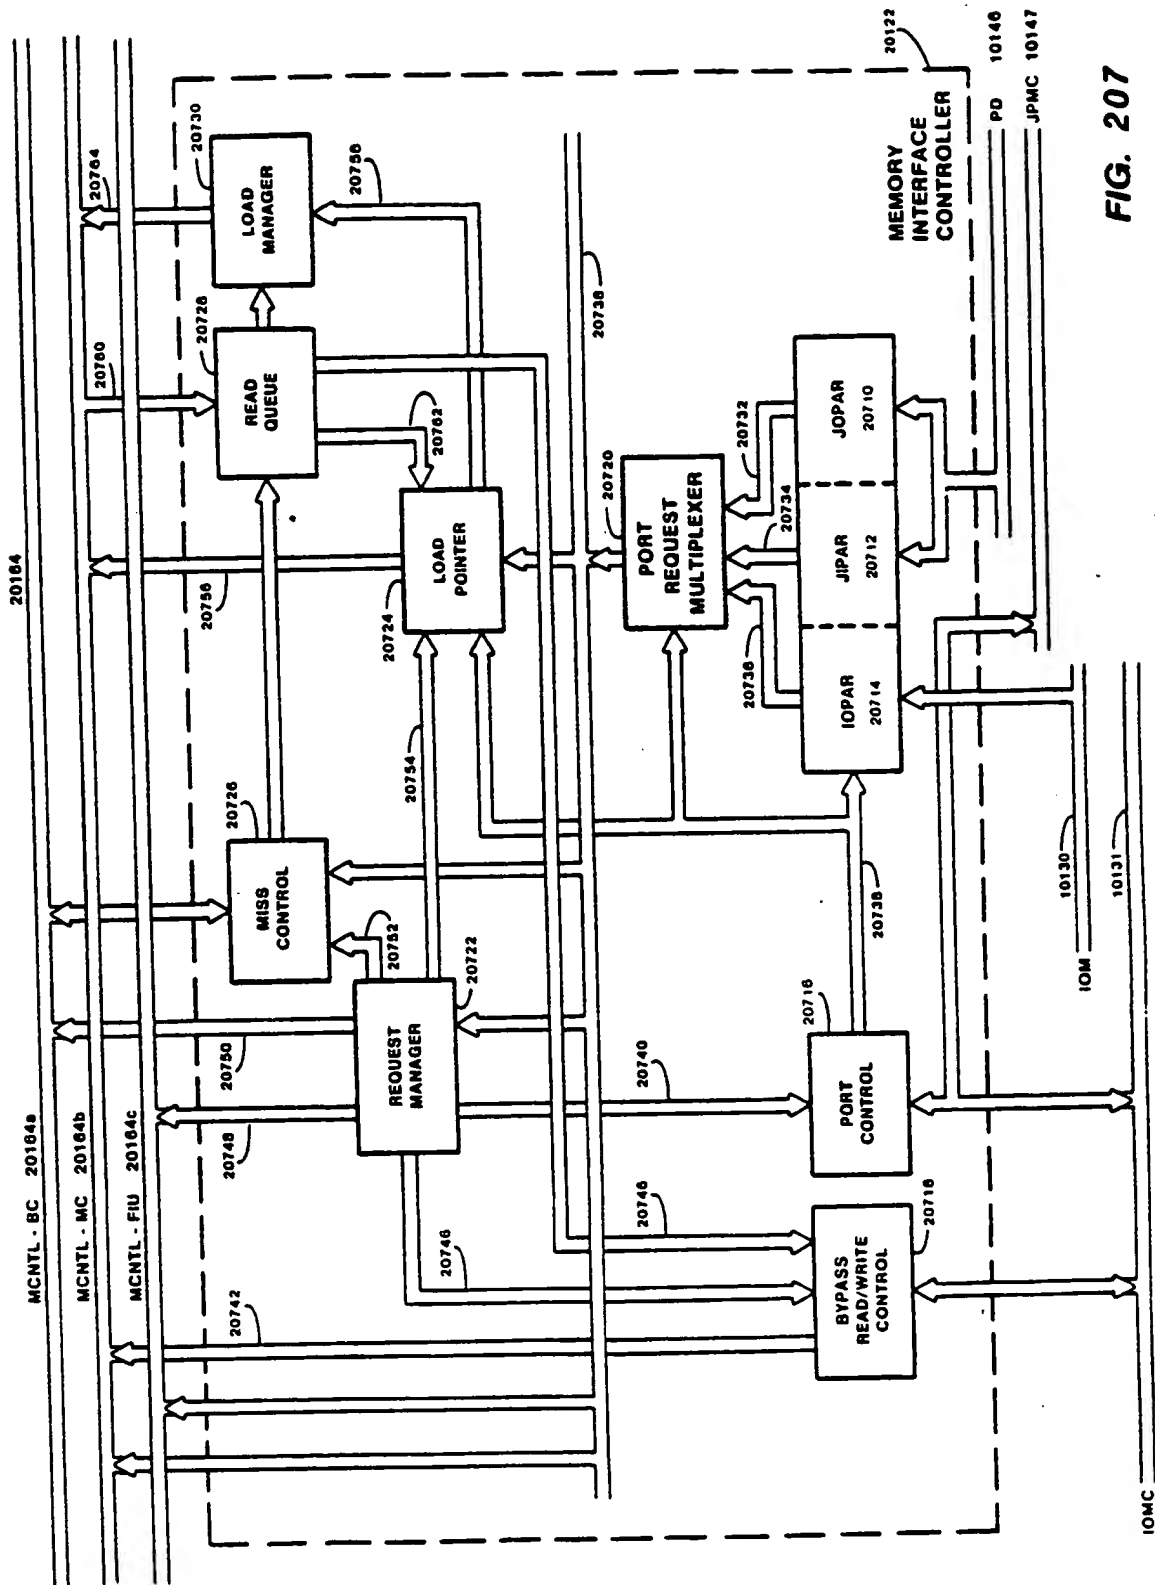 20164
MCNTL - BC 20164a
MCNTL - MC 20164b
MCNTL - FIU 20164c
20742
20748
20750
20726
20756
20760
20728
20764
20730
MISS
CONTROL
READ
QUEUE
LOAD
MANAGER
20752
20754
20724
20762
20758
REQUEST
MANAGER
20722
LOAD
POINTER
20746
20746
20740
20738
20720
PORT
REQUEST
MULTIPLEXER
20736
20734
20732
20716
20738
BYPASS
READ/WRITE
CONTROL
20718
PORT
CONTROL
IOPAR
20714
JIPAR
20712
JOPAR
20710
MEMORY
INTERFACE
CONTROLLER
20122
PD 10146
JPMC 10147
10130
IOM
10131
IOMC
FIG. 207